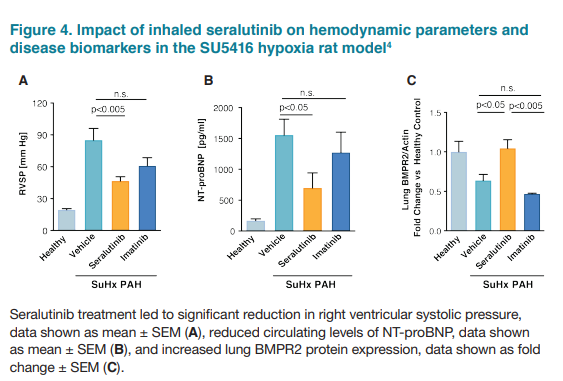 Figure 4. Impact of inhaled seralutinib on hemodynamic parameters and
disease biomarkers in the SU5416 hypoxia rat model4
A
n.s.
p<0.005
RVSP [mm Hg]
120
90
60
30
0
Healthy
Vehicle
Seralutinib
Imatinib
SuHx PAH
B
n.s.
p<0.05
NT-proBNP [pg/ml]
2000
1500
1000
500
0
Healthy
Vehicle
Seralutinib
Imatinib
SuHx PAH
C
n.s.
p<0.05 p<0.005
Lung BMPR2/Actin
Fold Change vs Healthy Control
1.5
1.0
0.5
0.0
Healthy
Vehicle
Seralutinib
Imatinib
SuHx PAH
Seralutinib treatment led to significant reduction in right ventricular systolic pressure,
data shown as mean ± SEM (A), reduced circulating levels of NT-proBNP, data shown
as mean ± SEM (B), and increased lung BMPR2 protein expression, data shown as fold
change ± SEM (C).